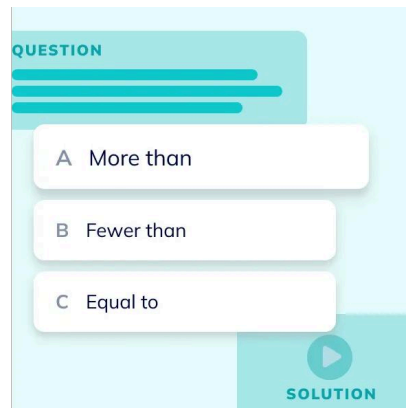 QUESTION
A More than
B Fewer than
C Equal to
SOLUTION